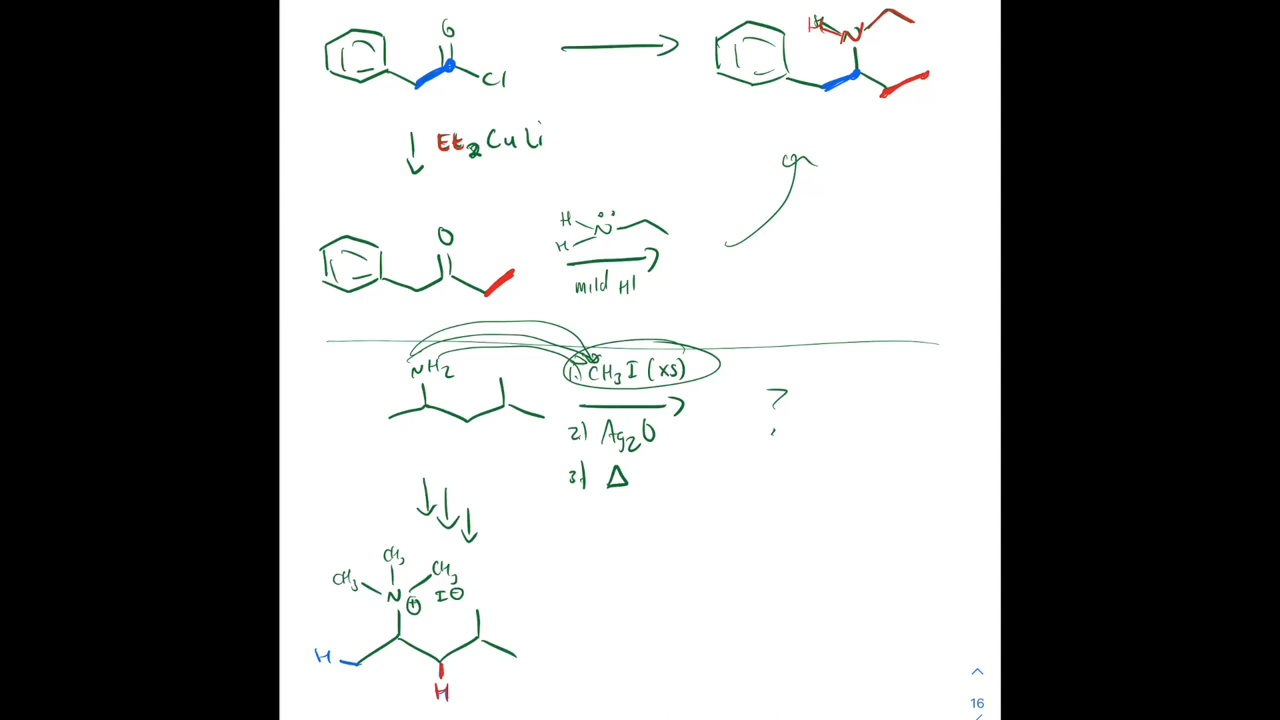 O
Cl
H N
Et2CuLi
O
H
H N
mild H+
NH2
1.) CH3I (xs)
?
2) Ag2O
3) Δ
CH3
CH3 CH3
N ⊕ I ⊖
H
H
16